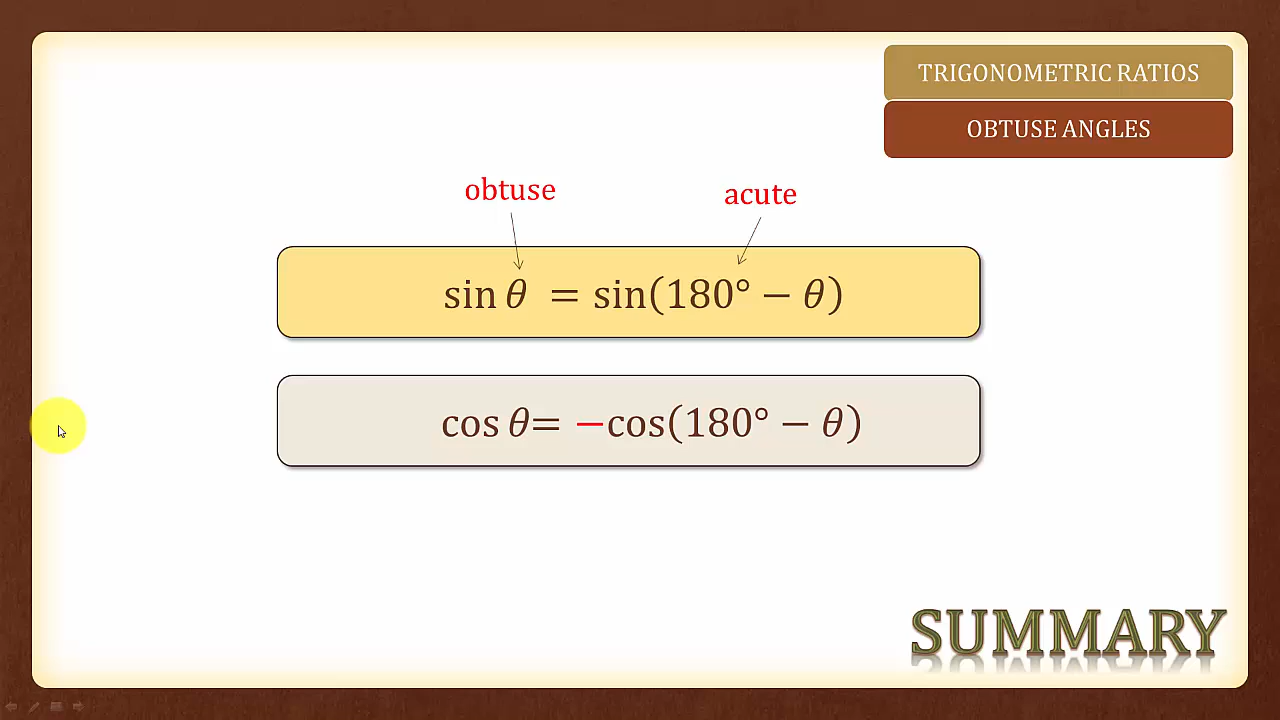 TRIGONOMETRIC RATIOS
OBTUSE ANGLES
obtuse acute
sin θ = sin(180° − θ)
cos θ= −cos(180° − θ)
SUMMARY